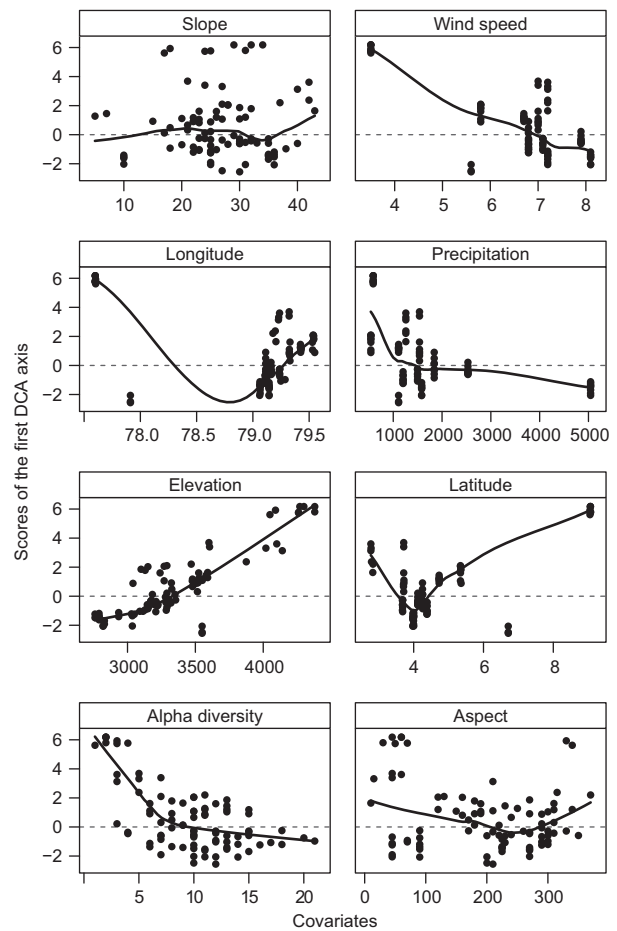 Slope
Wind speed
6
4
2
0
−2
10 20 30 40
4 5 6 7 8
Longitude
Precipitation
6
4
2
0
−2
78.0 78.5 79.0 79.5
1000 2000 3000 4000 5000
Elevation
Latitude
6
4
2
0
−2
3000 3500 4000
4 6 8
Alpha diversity
Aspect
6
4
2
0
−2
5 10 15 20
0 100 200 300
Scores of the first DCA axis
Covariates